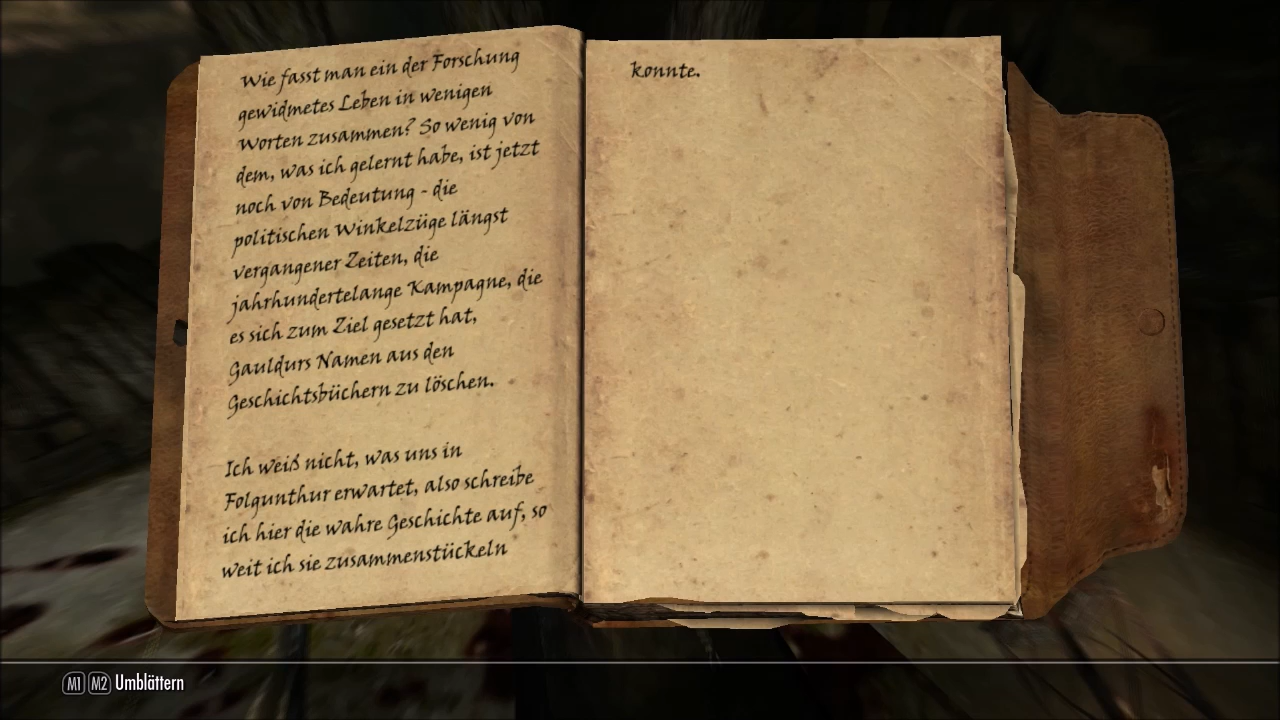 Wie fasst man ein der Forschung
gewidmetes Leben in wenigen
Worten zusammen? So wenig von
dem, was ich gelernt habe, ist jetzt
noch von Bedeutung - die
politischen Winkelzüge längst
vergangener Zeiten, die
jahrhundertelange Kampagne, die
es sich zum Ziel gesetzt hat,
Gauldurs Namen aus den
Geschichtsbüchern zu löschen.

Ich weiß nicht, was uns in
Folgunthur erwartet, also schreibe
ich hier die wahre Geschichte auf, so
weit ich sie zusammenstückeln
konnte.
M1 M2 Umblättern